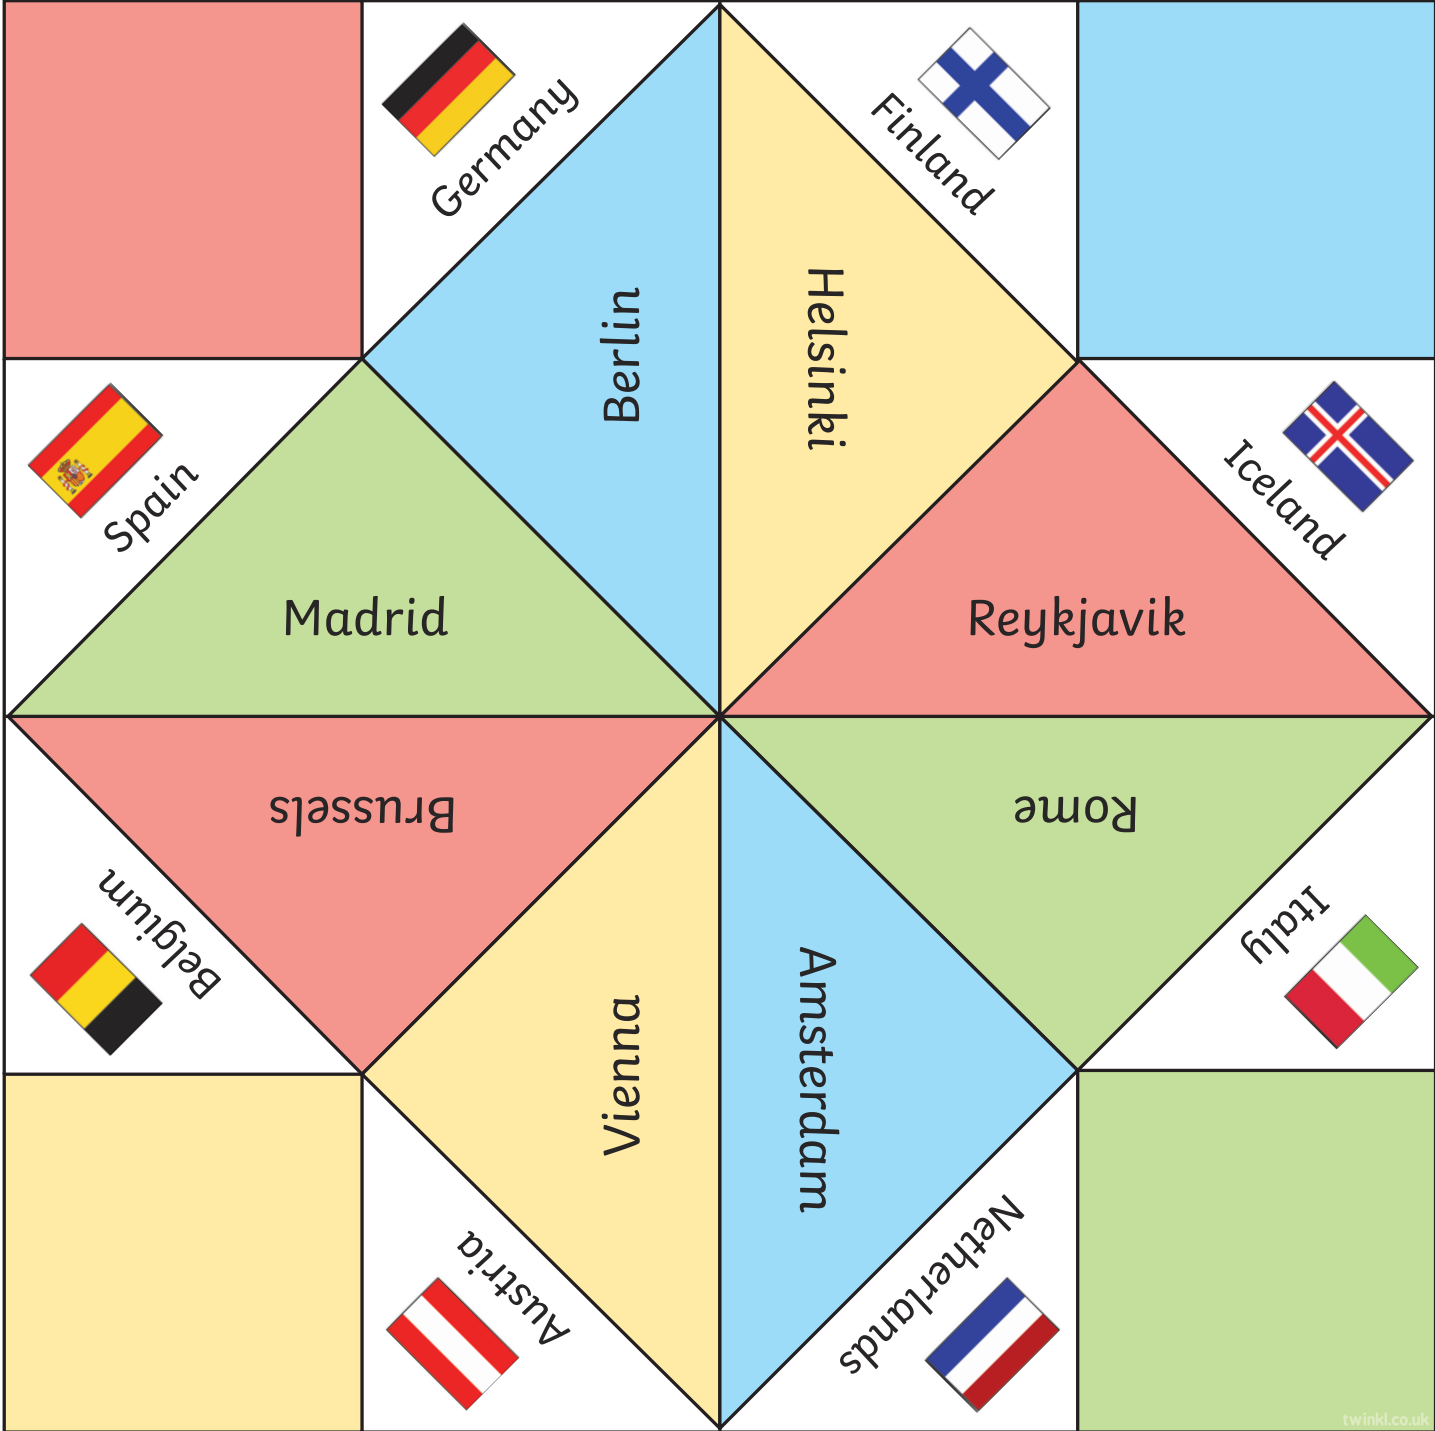 Germany
Finland
Berlin
Helsinki
Spain
Iceland
Madrid
Reykjavik
Brussels
Rome
Belgium
Italy
Vienna
Amsterdam
Austria
Netherlands
twinkl.co.uk